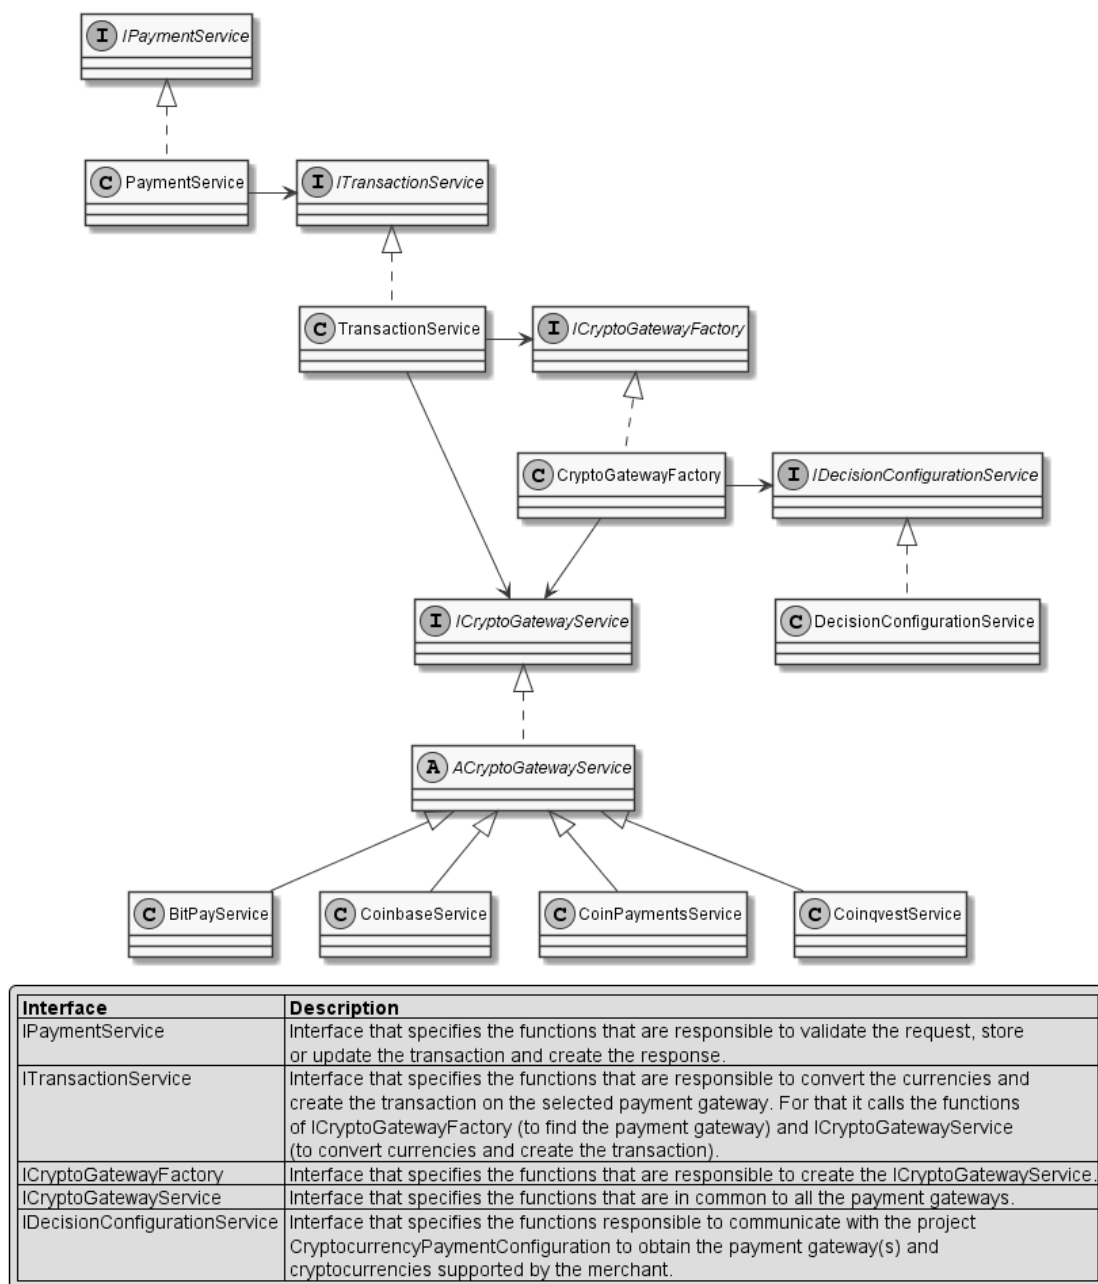 I IPaymentService
C PaymentService
I ITransactionService
C TransactionService
I ICryptoGatewayFactory
C CryptoGatewayFactory
I IDecisionConfigurationService
I ICryptoGatewayService
C DecisionConfigurationService
A ACryptoGatewayService
C BitPayService
C CoinbaseService
C CoinPaymentsService
C CoinqvestService
Interface Description
IPaymentService Interface that specifies the functions that are responsible to validate the request, store
or update the transaction and create the response.
ITransactionService Interface that specifies the functions that are responsible to convert the currencies and
create the transaction on the selected payment gateway. For that it calls the functions
of ICryptoGatewayFactory (to find the payment gateway) and ICryptoGatewayService
(to convert currencies and create the transaction).
ICryptoGatewayFactory Interface that specifies the functions that are responsible to create the ICryptoGatewayService.
ICryptoGatewayService Interface that specifies the functions that are in common to all the payment gateways.
IDecisionConfigurationService Interface that specifies the functions responsible to communicate with the project
CryptocurrencyPaymentConfiguration to obtain the payment gateway(s) and
cryptocurrencies supported by the merchant.